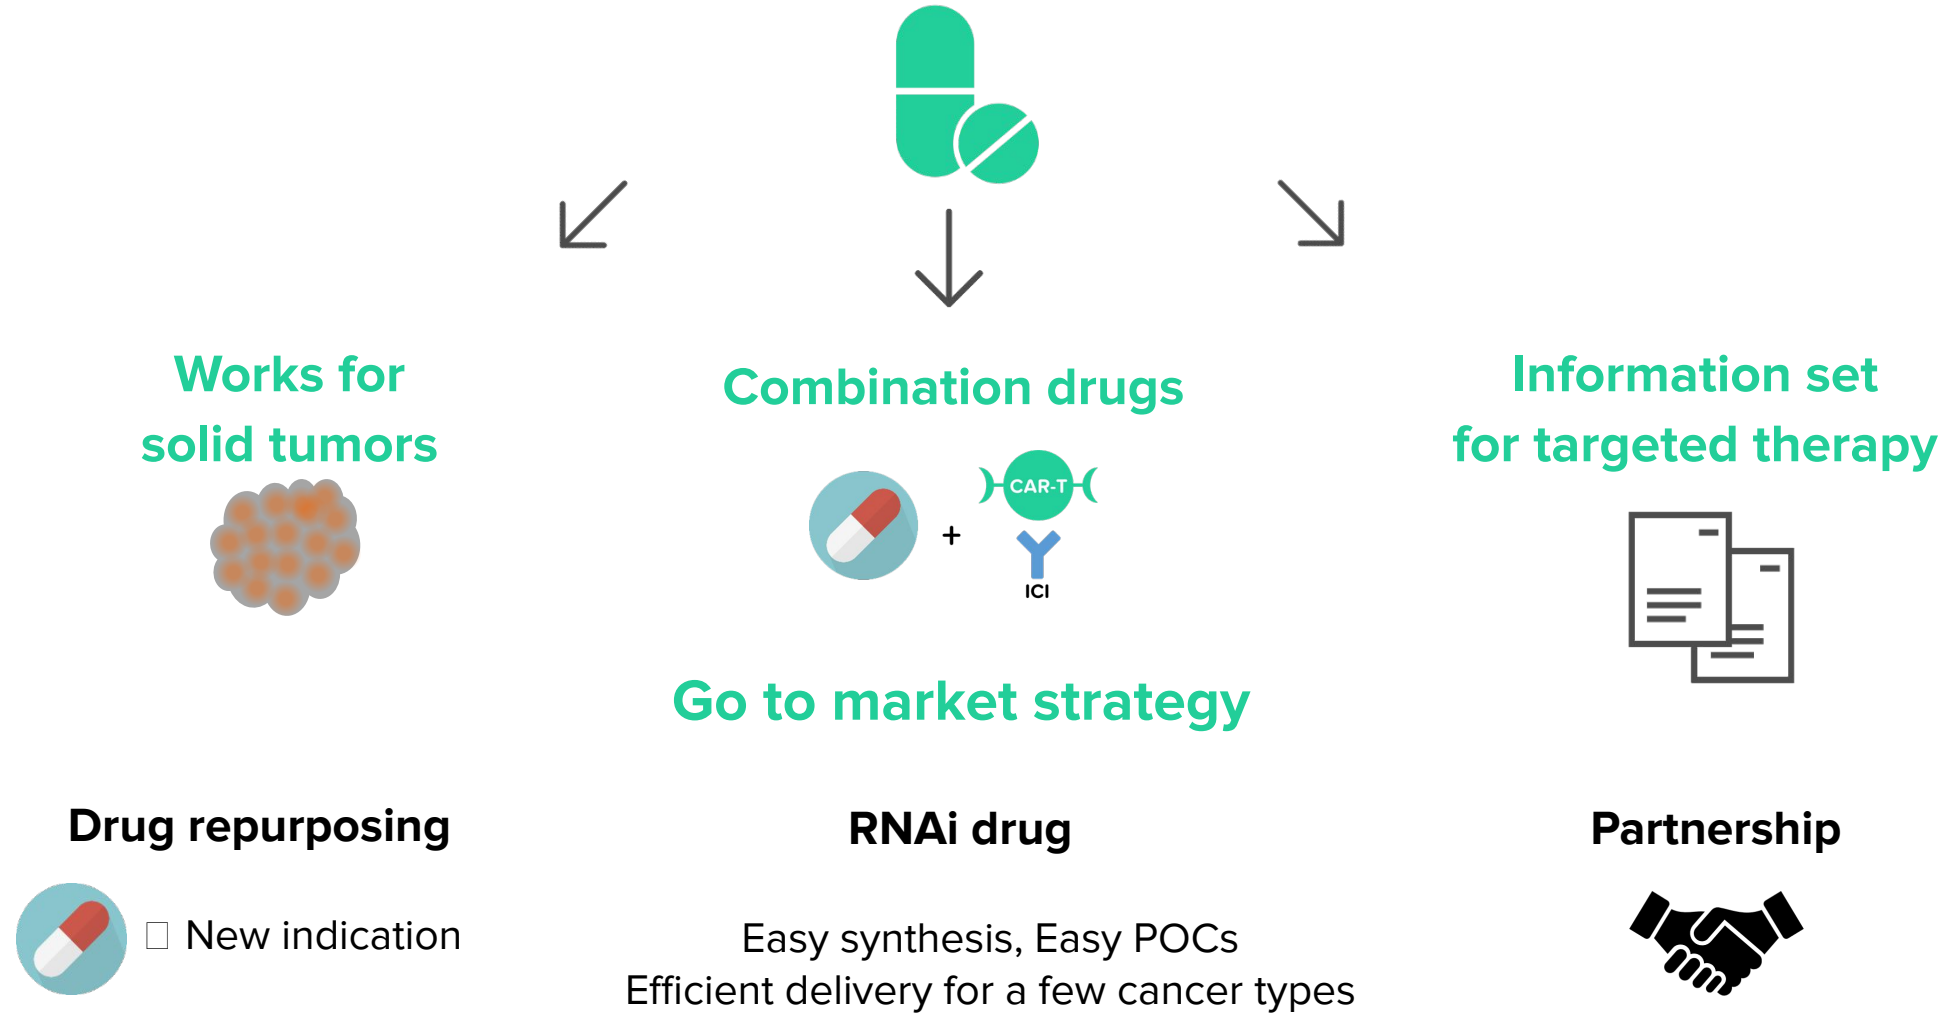 Works for
solid tumors
Combination drugs
CAR-T
+
ICI
Information set
for targeted therapy
Go to market strategy
Drug repurposing
New indication
RNAi drug
Easy synthesis, Easy POCs
Efficient delivery for a few cancer types
Partnership